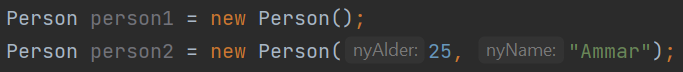 Person person1 = new Person();
Person person2 = new Person( nyAlder: 25, nyName: "Ammar");